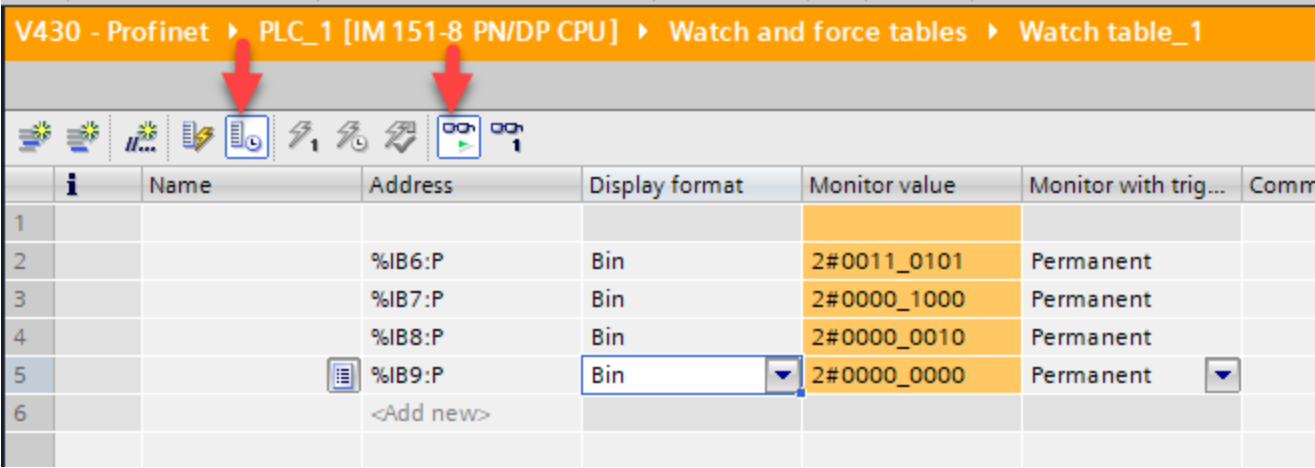 V430 - Profinet ▸ PLC_1 [IM 151-8 PN/DP CPU] ▸ Watch and force tables ▸ Watch table_1
i Name Address Display format Monitor value Monitor with trig... Comm
1
2 %IB6:P Bin 2#0011_0101 Permanent
3 %IB7:P Bin 2#0000_1000 Permanent
4 %IB8:P Bin 2#0000_0010 Permanent
5 %IB9:P Bin 2#0000_0000 Permanent
6 <Add new>